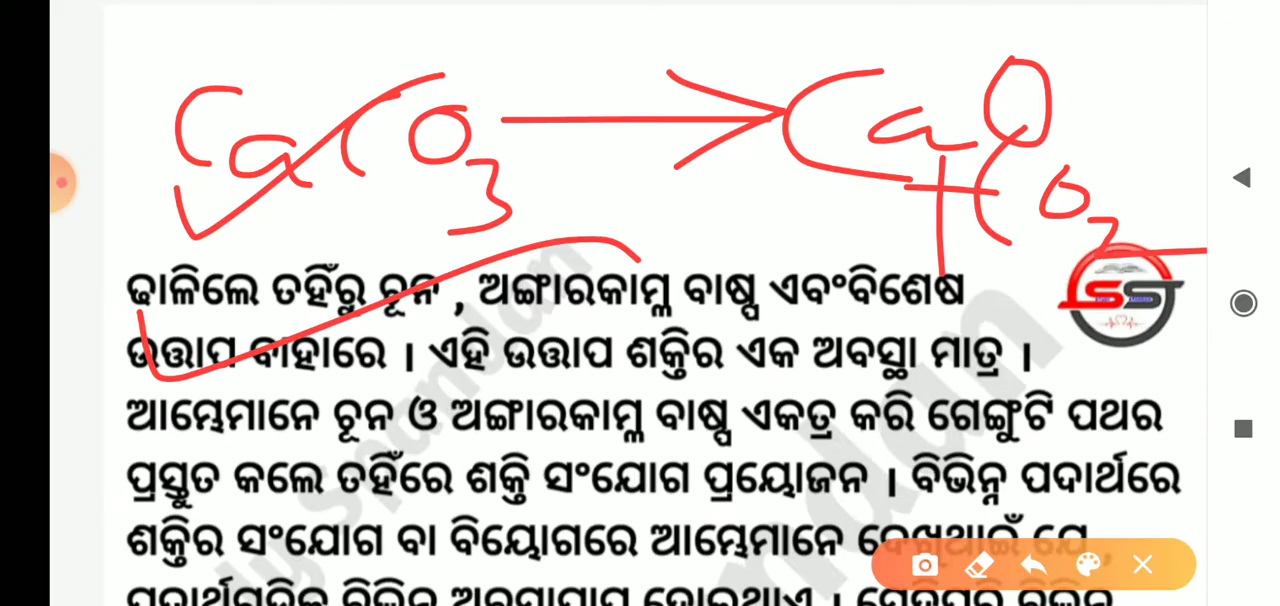 CaCO3 → CaO + CO2
ଢାଳିଲେ ତହିଁରୁ ଚୂନ , ଅଙ୍ଗାରକାମ୍ଳ ବାଷ୍ପ ଏବଂବିଶେଷ
ଉତ୍ତାପ ବାହାରେ । ଏହି ଉତ୍ତାପ ଶକ୍ତିର ଏକ ଅବସ୍ଥା ମାତ୍ର ।
ଆମ୍ଭେମାନେ ଚୂନ ଓ ଅଙ୍ଗାରକାମ୍ଳ ବାଷ୍ପ ଏକତ୍ର କରି ଗେଙ୍ଗୁଟି ପଥର
ପ୍ରସ୍ତୁତ କଲେ ତହିଁରେ ଶକ୍ତି ସଂଯୋଗ ପ୍ରୟୋଜନ । ବିଭିନ୍ନ ପଦାର୍ଥରେ
ଶକ୍ତିର ସଂଯୋଗ ବା ବିୟୋଗରେ ଆମ୍ଭେମାନେ ଦେଖିଥାଇଁ ଯେ ,
SS